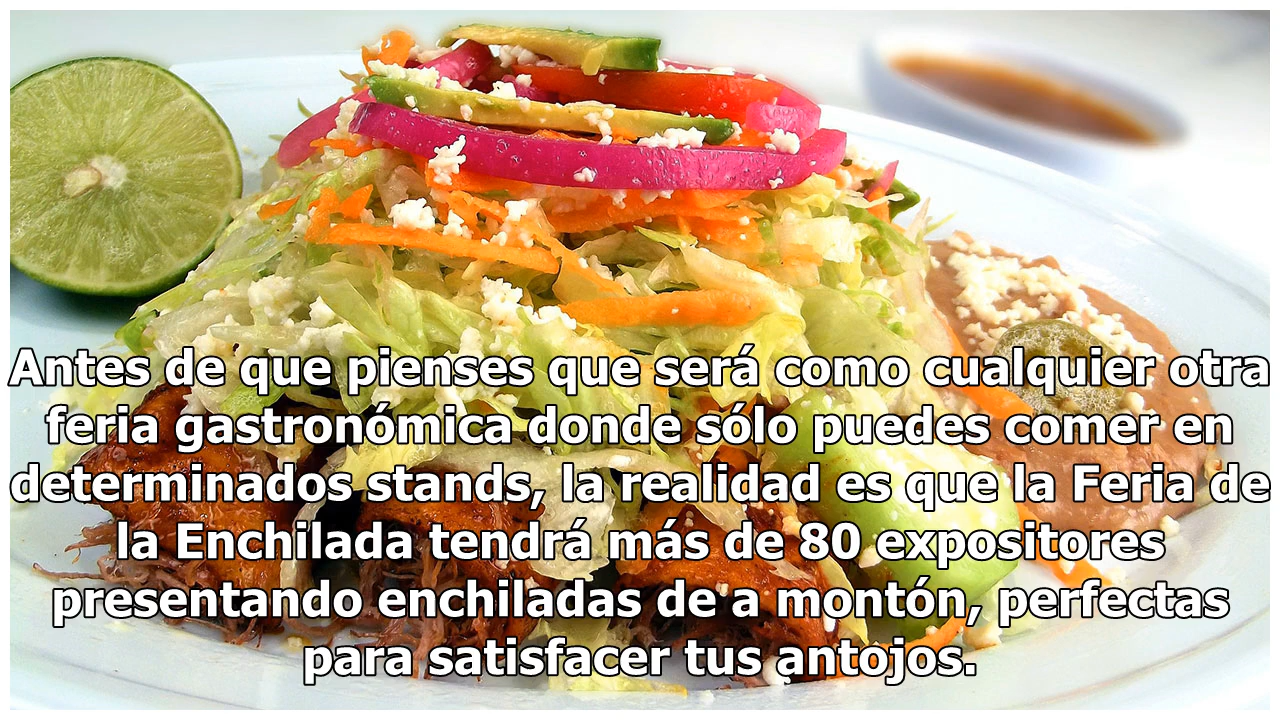 Antes de que pienses que será como cualquier otra
feria gastronómica donde sólo puedes comer en
determinados stands, la realidad es que la Feria de
la Enchilada tendrá más de 80 expositores
presentando enchiladas de a montón, perfectas
para satisfacer tus antojos.